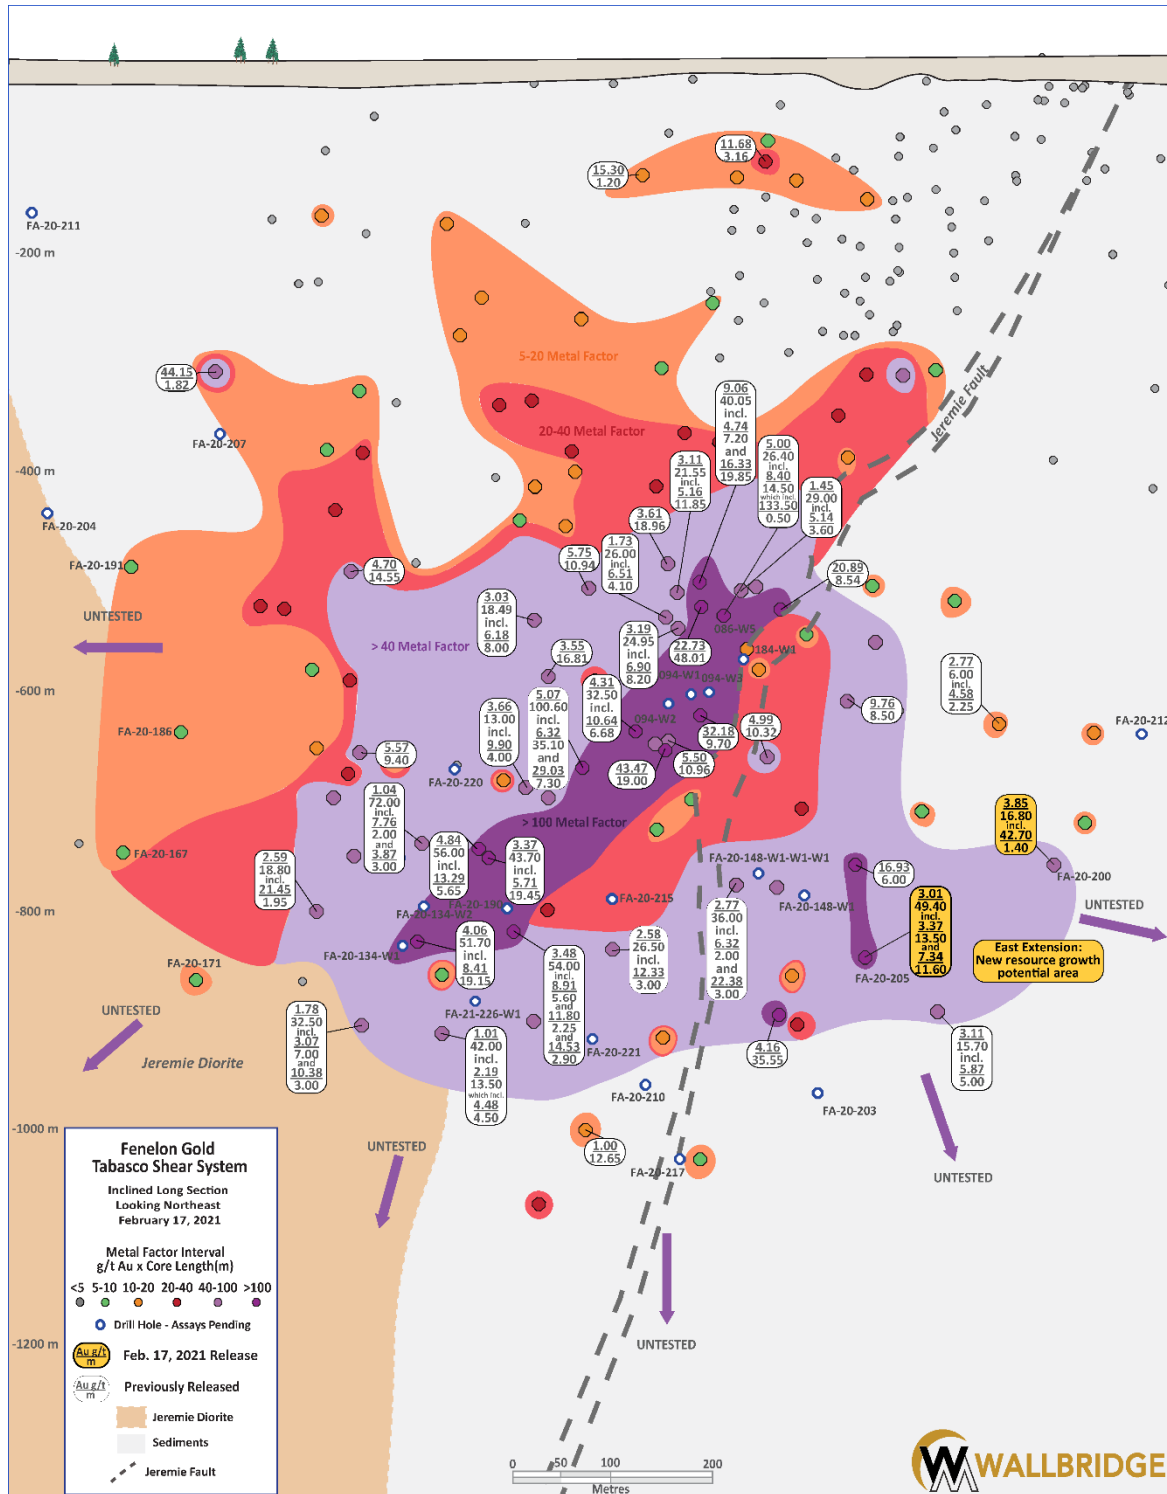 11.68
3.16
15.30
1.20
FA-20-211
-200 m
5-20 Metal Factor
Jeremie Fault
44.15
1.82
9.06
40.05
incl.
4.74
7.20
and
16.33
19.85
20-40 Metal Factor
FA-20-207
5.00
26.40
incl.
8.40
14.50
which incl.
133.50
0.50
3.11
21.55
incl.
5.16
11.85
-400 m
1.45
29.00
incl.
5.14
3.60
FA-20-204
3.61
18.96
1.73
26.00
incl.
6.51
4.10
5.75
10.94
FA-20-191
4.70
14.55
20.89
8.54
UNTESTED
3.03
18.49
incl.
6.18
8.00
086-W5
3.19
24.95
incl.
6.90
8.20
> 40 Metal Factor
3.55
16.81
22.73
48.01
184-W1
2.77
6.00
incl.
4.58
2.25
094-W1
094-W3
4.31
32.50
incl.
10.64
6.68
5.07
100.60
incl.
6.32
35.10
and
29.03
7.30
-600 m
3.66
13.00
incl.
9.90
4.00
9.76
8.50
094-W2
4.99
10.32
FA-20-212
FA-20-186
32.18
9.70
5.57
9.40
5.50
10.96
43.47
19.00
FA-20-220
1.04
72.00
incl.
7.76
2.00
and
3.87
3.00
> 100 Metal Factor
3.85
16.80
incl.
42.70
1.40
4.84
56.00
incl.
13.29
5.65
3.37
43.70
incl.
5.71
19.45
FA-20-167
2.59
18.80
incl.
21.45
1.95
FA-20-148-W1-W1-W1
16.93
6.00
FA-20-200
FA-20-190
FA-20-134-W2
FA-20-215
FA-20-148-W1
-800 m
2.77
36.00
incl.
6.32
2.00
and
22.38
3.00
3.01
49.40
incl.
3.37
13.50
and
7.34
11.60
UNTESTED
4.06
51.70
incl.
8.41
19.15
2.58
26.50
incl.
12.33
3.00
FA-20-134-W1
3.48
54.00
incl.
8.91
5.60
and
11.80
2.25
and
14.53
2.90
East Extension:
New resource growth
potential area
FA-20-171
FA-20-205
UNTESTED
1.78
32.50
incl.
3.07
7.00
and
10.38
3.00
FA-21-226-W1
1.01
42.00
incl.
2.19
13.50
which incl.
4.48
4.50
3.11
15.70
incl.
5.87
5.00
4.16
35.55
FA-20-221
Jeremie Diorite
FA-20-210
FA-20-203
-1000 m
UNTESTED
1.00
12.65
FA-20-217
UNTESTED
Fenelon Gold
Tabasco Shear System
Inclined Long Section
Looking Northeast
February 17, 2021
Metal Factor Interval
g/t Au x Core Length(m)
<5 5-10 10-20 20-40 40-100 >100
Drill Hole - Assays Pending
-1200 m
UNTESTED
Au g/t
m
Feb. 17, 2021 Release
Au g/t
m
Previously Released
Jeremie Diorite
Sediments
Jeremie Fault
0 50 100 200
Metres
WALLBRIDGE